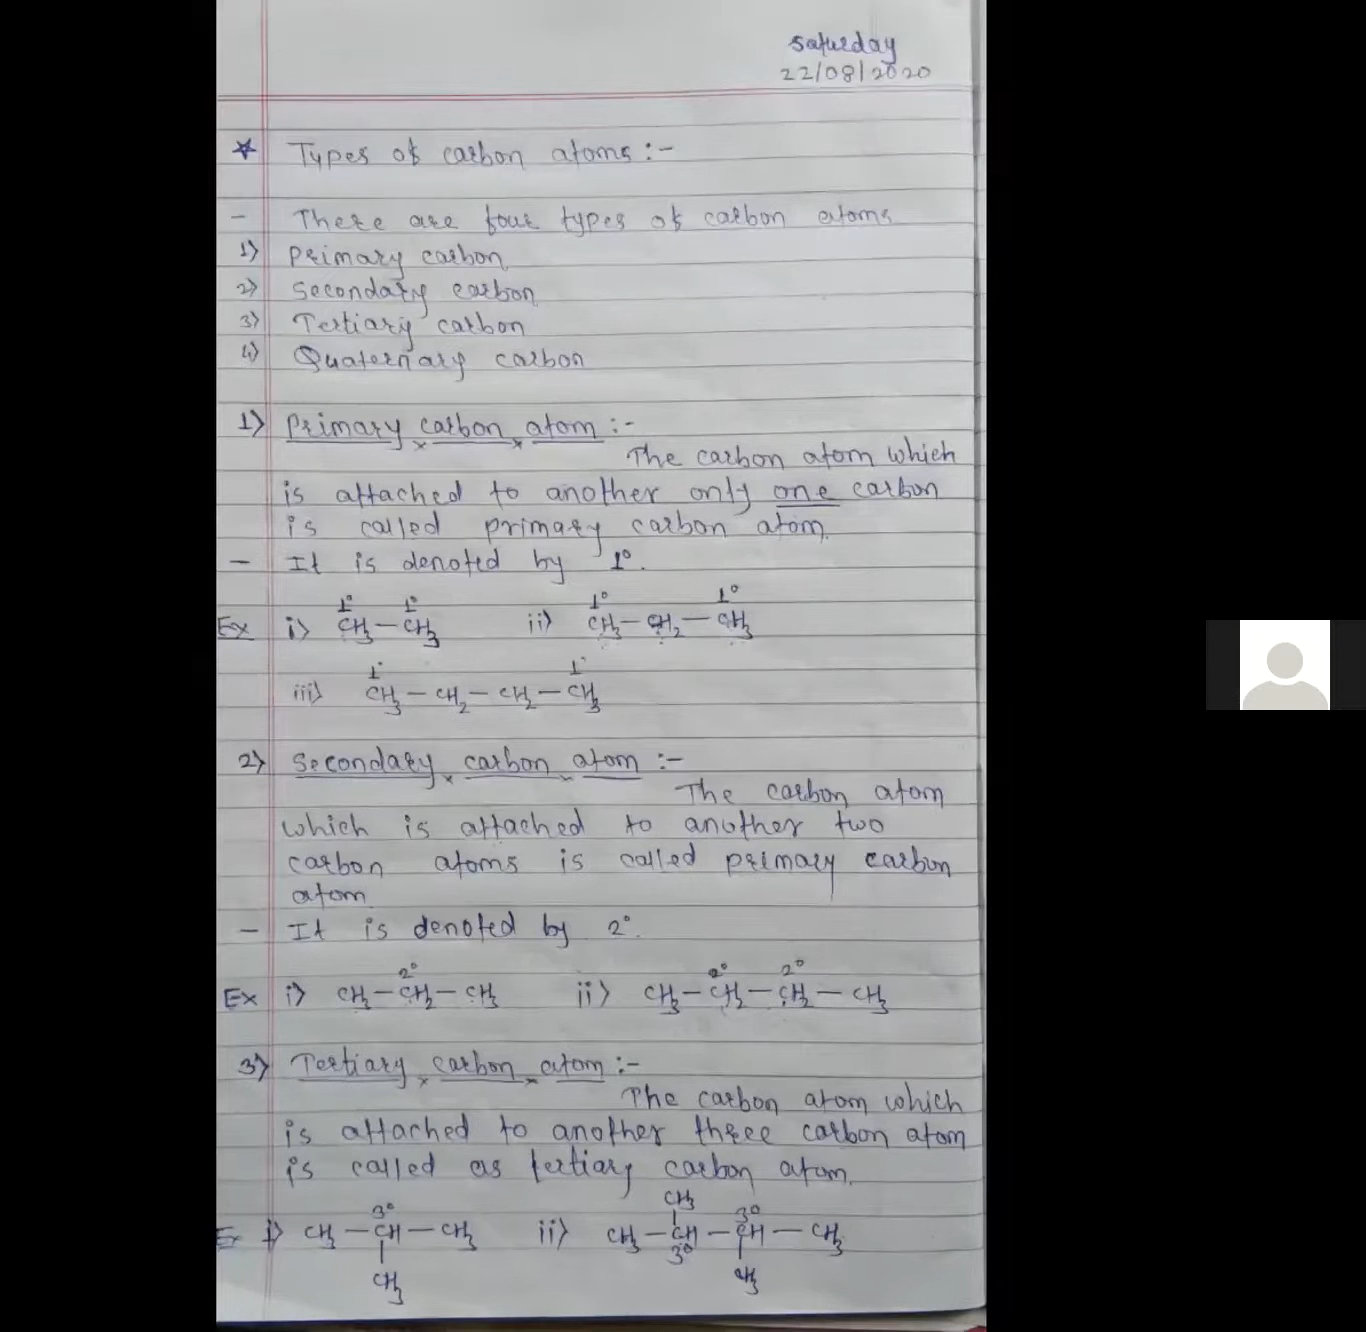 Saturday
22/08/2020
* Types of carbon atoms :-
- There are four types of carbon atoms
1) Primary carbon
2) Secondary carbon
3) Tertiary carbon
4) Quaternary carbon
1) Primary carbon atom :-
The carbon atom which
is attached to another only one carbon
is called primary carbon atom.
- It is denoted by 1°.
1° 1° 1° 1°
Ex i) CH3 - CH3 ii) CH3 - CH2 - CH3
1° 1°
iii) CH3 - CH2 - CH2 - CH3
2) Secondary carbon atom :-
The carbon atom
which is attached to another two
carbon atoms is called primary carbon
atom
- It is denoted by 2°.
2° 2° 2°
Ex i) CH3 - CH2 - CH3 ii) CH3 - CH2 - CH2 - CH3
3) Tertiary carbon atom :-
The carbon atom which
is attached to another three carbon atom
is called as tertiary carbon atom.
CH3
3° 3°
Ex i) CH3 - CH - CH3 ii) CH3 - CH - CH - CH3
3°
CH3 CH3